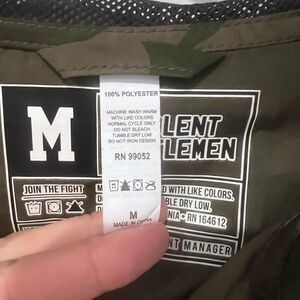 100% POLYESTER
MACHINE WASH WARM
WITH LIKE COLORS
NORMAL CYCLE ONLY
DO NOT BLEACH
TUMBLE DRY LOW
DO NOT IRON DESIGN
RN 99052
M
MADE IN CHINA
M
LENT
LEMEN
JOIN THE FIGHT
M
D WITH LIKE COLORS.
BLE DRY LOW,
NIA • RN 164612
NT MANAGER